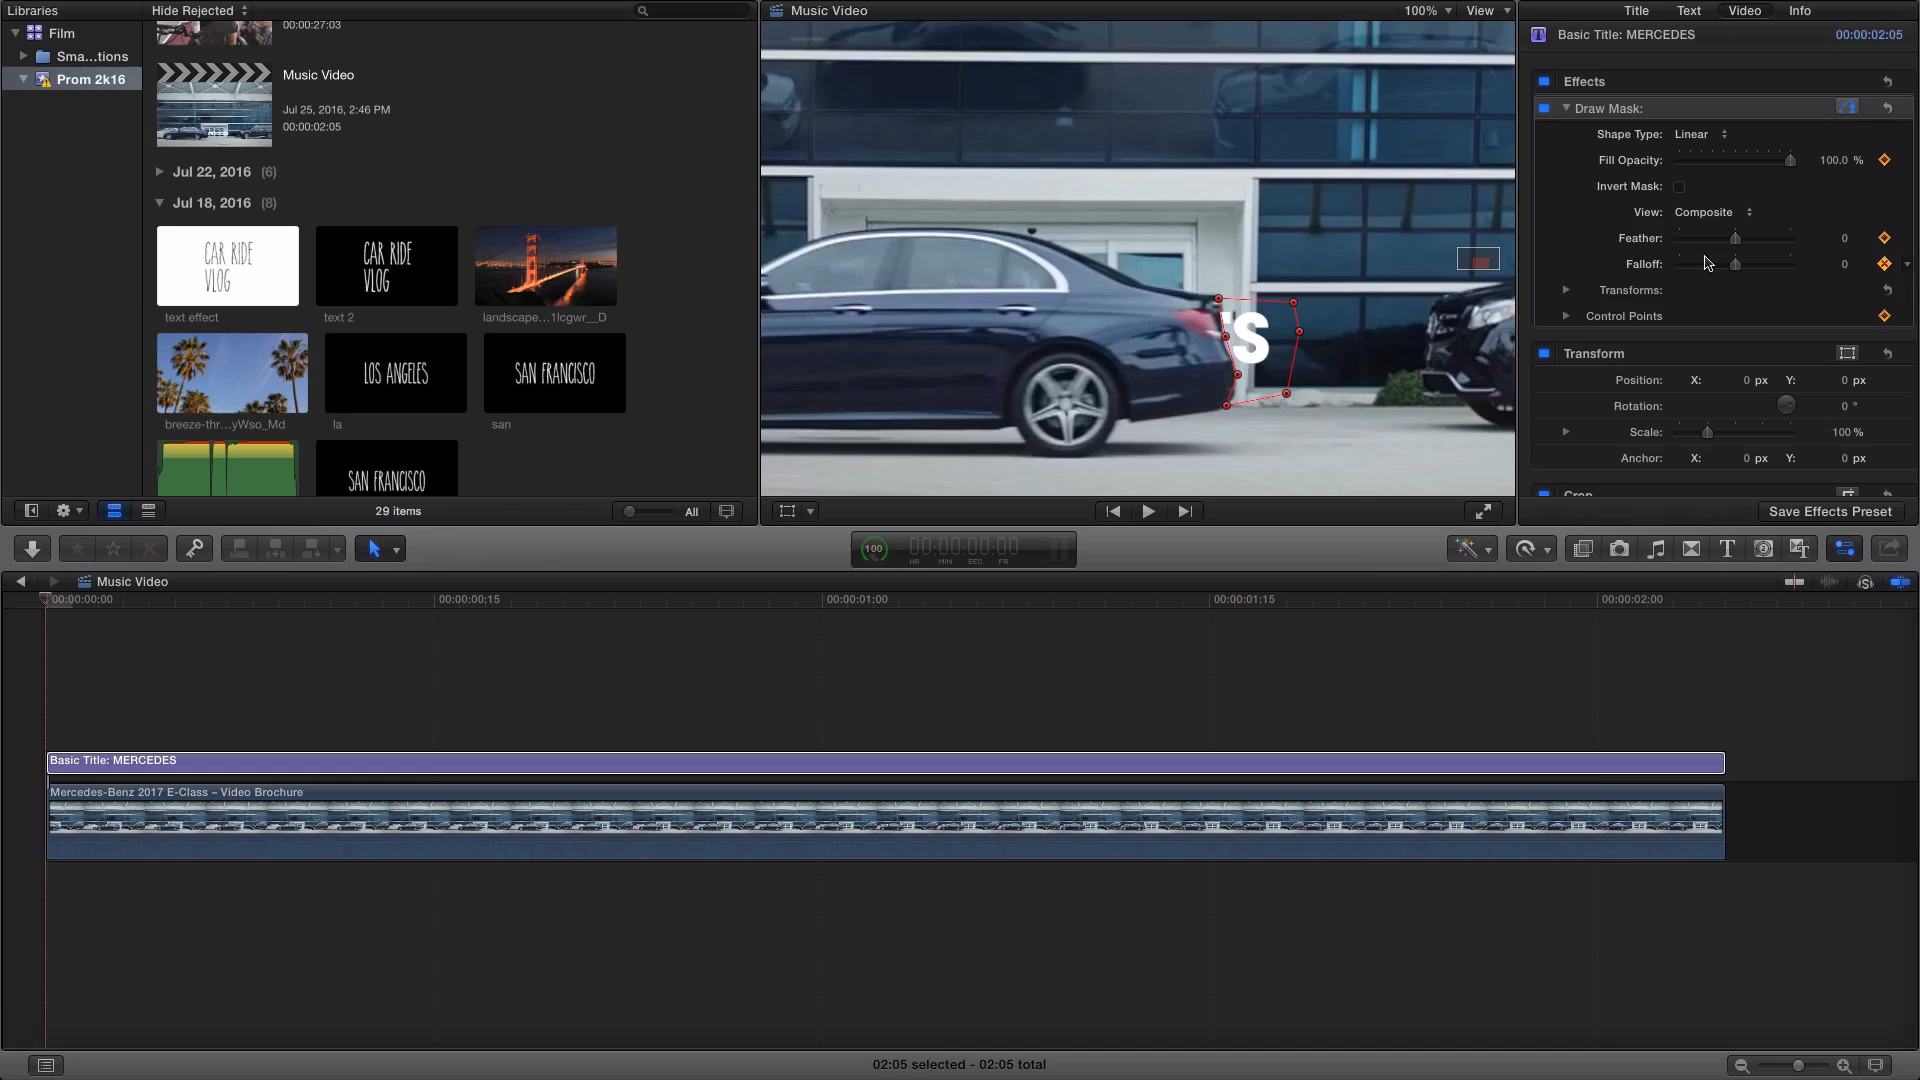 Libraries
Hide Rejected
Music Video
100%
View
Title
Text
Video
Info
Film
Sma...tions
Prom 2k16
00:00:27:03
Music Video
Jul 25, 2016, 2:46 PM
00:00:02:05
Jul 22, 2016 (6)
Jul 18, 2016 (8)
CAR RIDE
VLOG
CAR RIDE
VLOG
text effect
text 2
landscape...1lcgwr__D
LOS ANGELES
SAN FRANCISCO
breeze-thr...yWso_Md
la
san
SAN FRANCISCO
29 items
All
'S
Basic Title: MERCEDES
00:00:02:05
Effects
Draw Mask:
Shape Type: Linear
Fill Opacity: 100.0 %
Invert Mask:
View: Composite
Feather: 0
Falloff: 0
Transforms:
Control Points
Transform
Position: X: 0 px Y: 0 px
Rotation: 0 °
Scale: 100 %
Anchor: X: 0 px Y: 0 px
Crop
Save Effects Preset
100
%
00:00:00:00
HR MIN SEC FR
Music Video
00:00:00:00
00:00:00:15
00:00:01:00
00:00:01:15
00:00:02:00
Basic Title: MERCEDES
Mercedes-Benz 2017 E-Class – Video Brochure
02:05 selected - 02:05 total